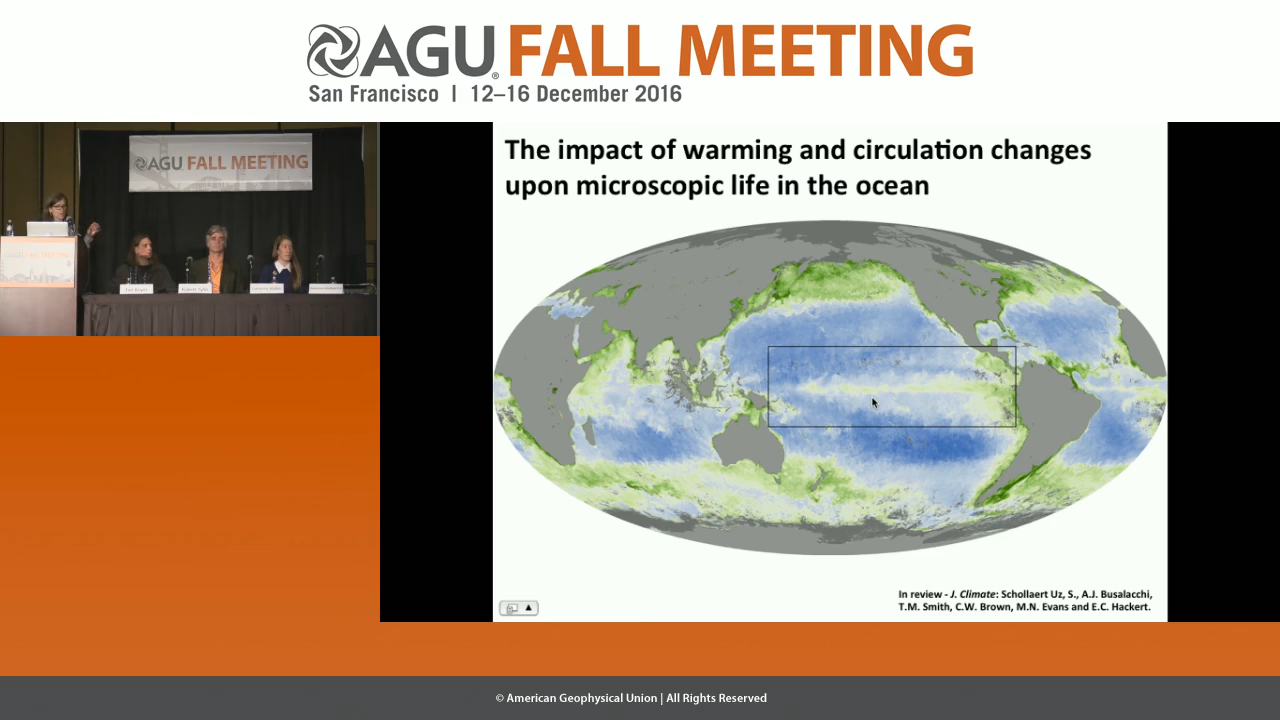 AGU® FALL MEETING
San Francisco | 12–16 December 2016
AGU FALL MEETING
The impact of warming and circulation changes
upon microscopic life in the ocean
In review - J. Climate: Schollaert Uz, S., A.J. Busalacchi,
T.M. Smith, C.W. Brown, M.N. Evans and E.C. Hackert.
© American Geophysical Union | All Rights Reserved